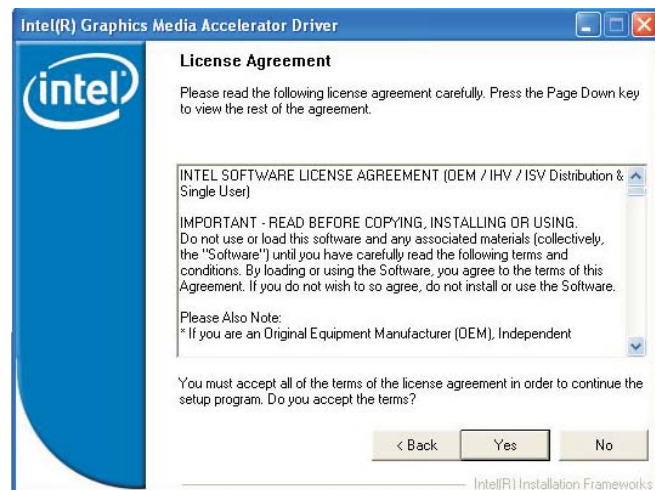 Intel(R) Graphics Media Accelerator Driver
intel
License Agreement
Please read the following license agreement carefully. Press the Page Down key
to view the rest of the agreement.
INTEL SOFTWARE LICENSE AGREEMENT (OEM / IHV / ISV Distribution &
Single User)
IMPORTANT - READ BEFORE COPYING, INSTALLING OR USING.
Do not use or load this software and any associated materials (collectively,
the "Software") until you have carefully read the following terms and
conditions. By loading or using the Software, you agree to the terms of this
Agreement. If you do not wish to so agree, do not install or use the Software.
Please Also Note:
* If you are an Original Equipment Manufacturer (OEM), Independent
You must accept all of the terms of the license agreement in order to continue the
setup program. Do you accept the terms?
< Back
Yes
No
Intel(R) Installation Frameworks